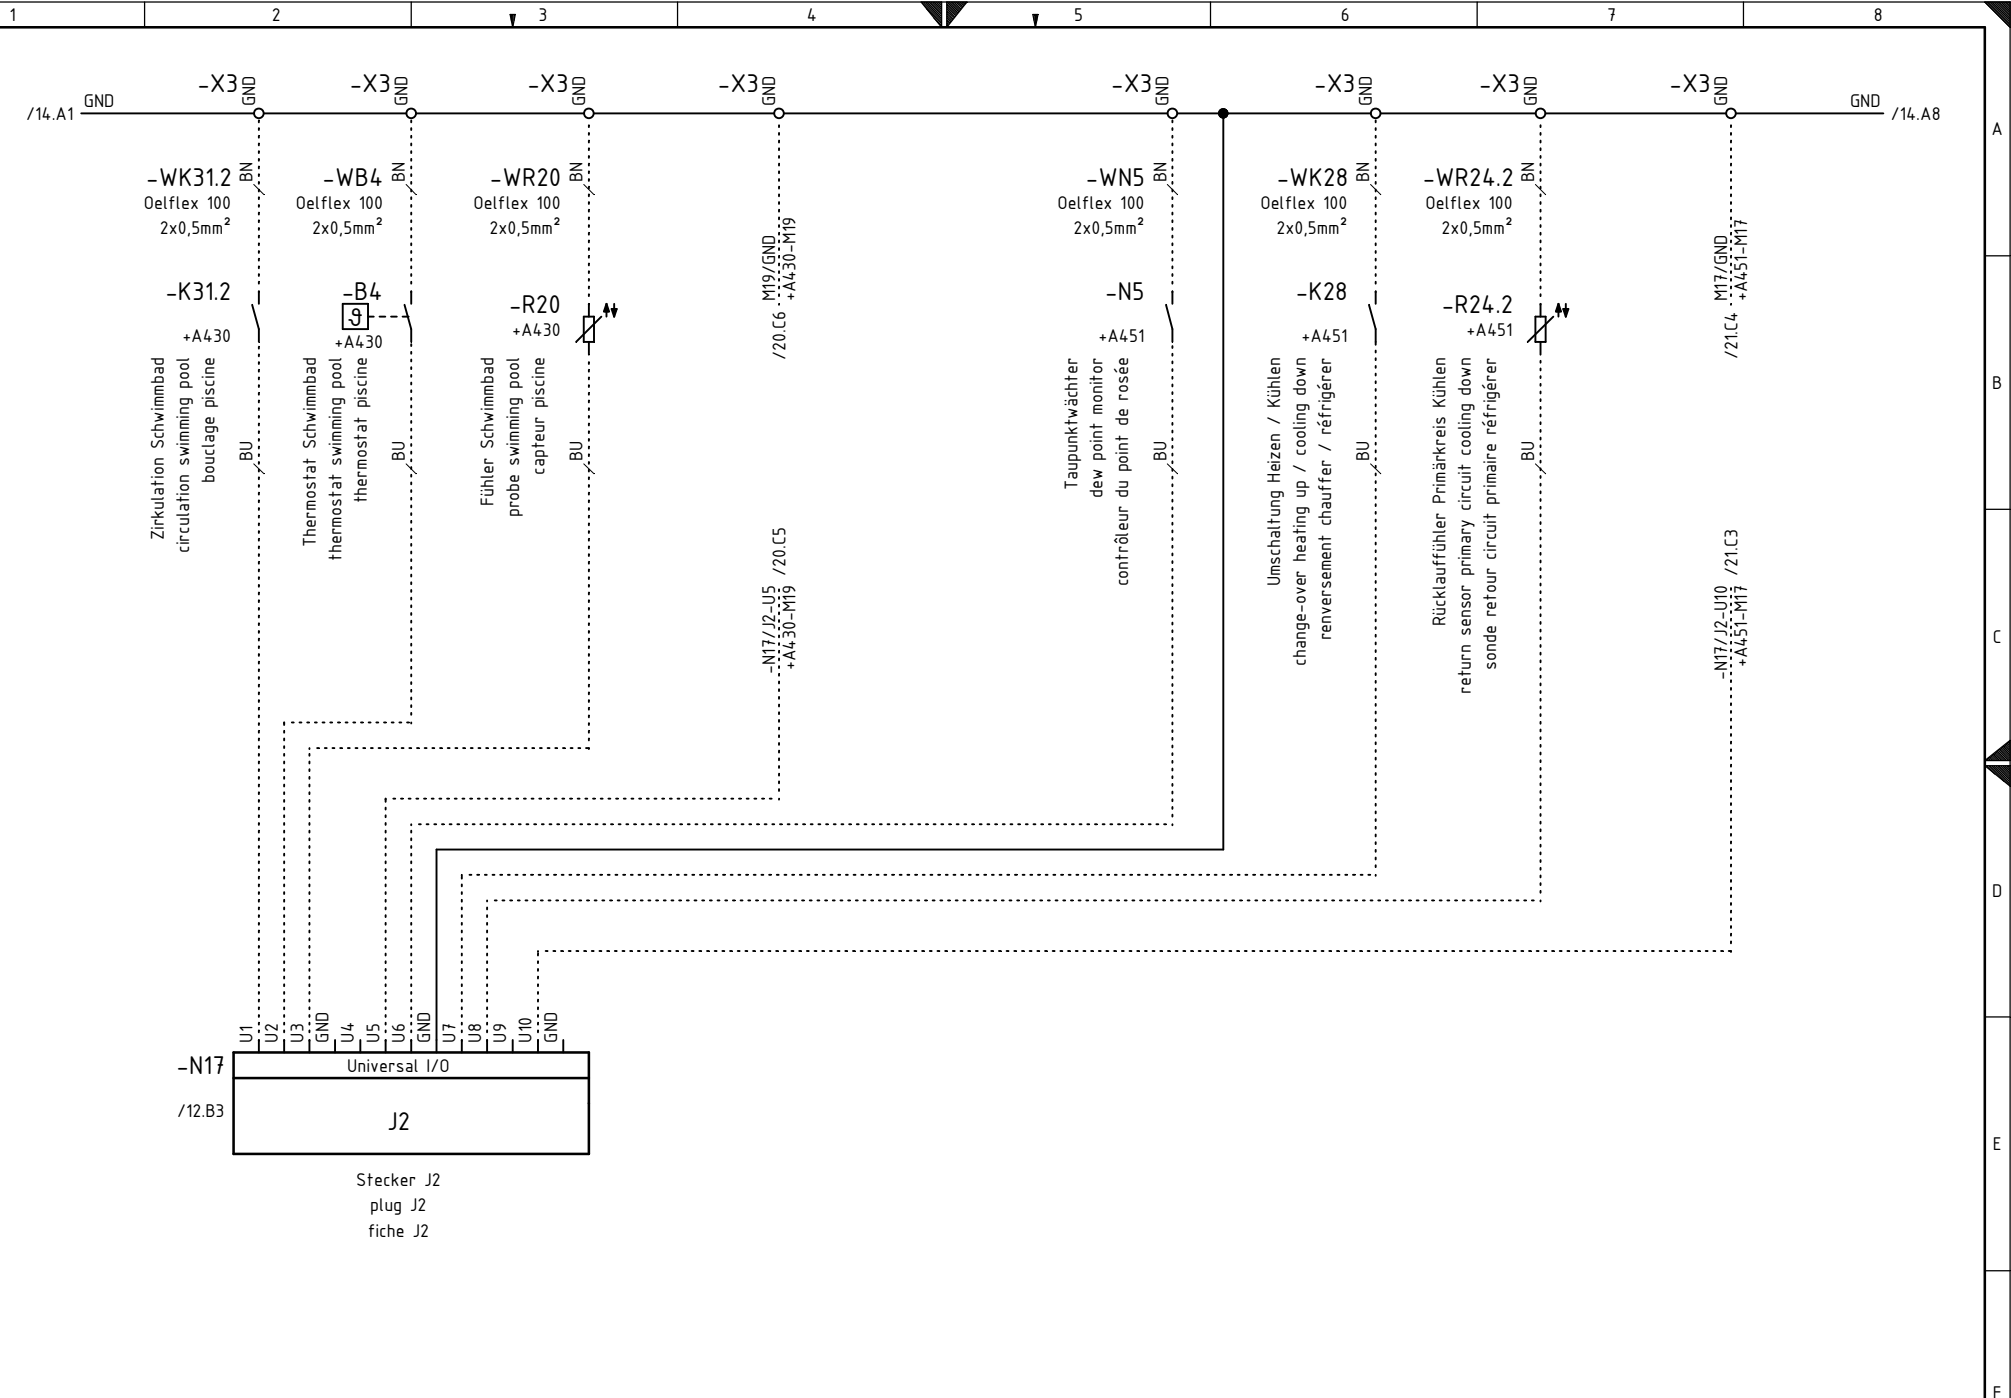 1 2 3 4 5 6 7 8
-X3 GND
-X3 GND
-X3 GND
-X3 GND
-X3 GND
-X3 GND
-X3 GND
-X3 GND
/14.A1 GND
GND /14.A8
A
-WK31.2 BN
Oelflex 100
2x0,5mm²
-WB4 BN
Oelflex 100
2x0,5mm²
-WR20 BN
Oelflex 100
2x0,5mm²
/20.C6 M19/GND
+A430-M19
-WN5 BN
Oelflex 100
2x0,5mm²
-WK28 BN
Oelflex 100
2x0,5mm²
-WR24.2 BN
Oelflex 100
2x0,5mm²
/21.C4 M17/GND
+A451-M17
-K31.2
+A430
Zirkulation Schwimmbad
circulation swimming pool
bouclage piscine
BU
-B4
ϑ
+A430
Thermostat Schwimmbad
thermostat swimming pool
thermostat piscine
BU
-R20
+A430
Fühler Schwimmbad
probe swimming pool
capteur piscine
BU
-N5
+A451
Taupunktwächter
dew point monitor
contrôleur du point de rosée
BU
-K28
+A451
Umschaltung Heizen / Kühlen
change-over heating up / cooling down
renversement chauffer / réfrigérer
BU
-R24.2
+A451
Rücklauffühler Primärkreis Kühlen
return sensor primary circuit cooling down
sonde retour circuit primaire réfrigérer
BU
B
-N17/J2-U5 /20.C5
+A430-M19
-N17/J2-U10 /21.C3
+A451-M17
C
D
U1 U2 U3 GND U4 U5 U6 GND U7 U8 U9 U10 GND
-N17
Universal I/O
/12.B3
J2
E
Stecker J2
plug J2
fiche J2
F